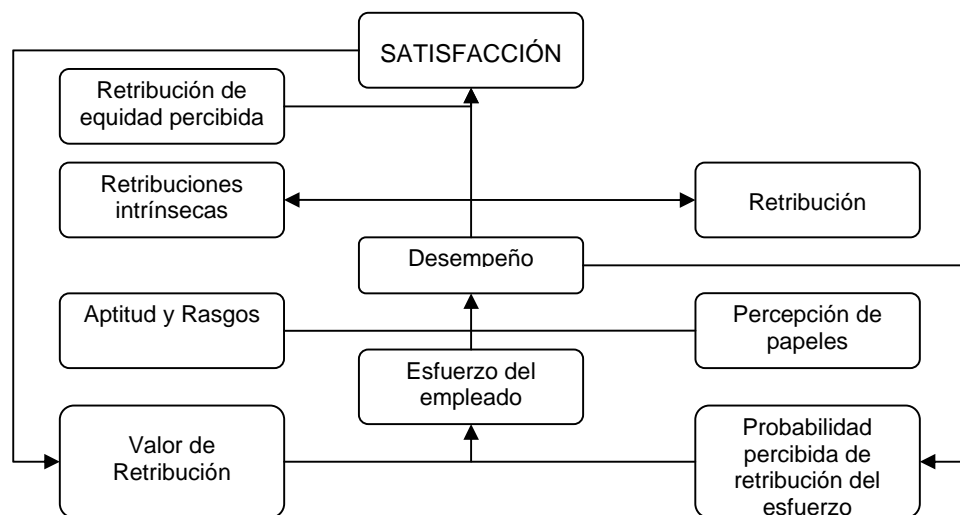 SATISFACCIÓN
Retribución de
equidad percibida
Retribuciones
intrínsecas
Retribución
Desempeño
Aptitud y Rasgos
Percepción de
papeles
Esfuerzo del
empleado
Valor de
Retribución
Probabilidad
percibida de
retribución del
esfuerzo